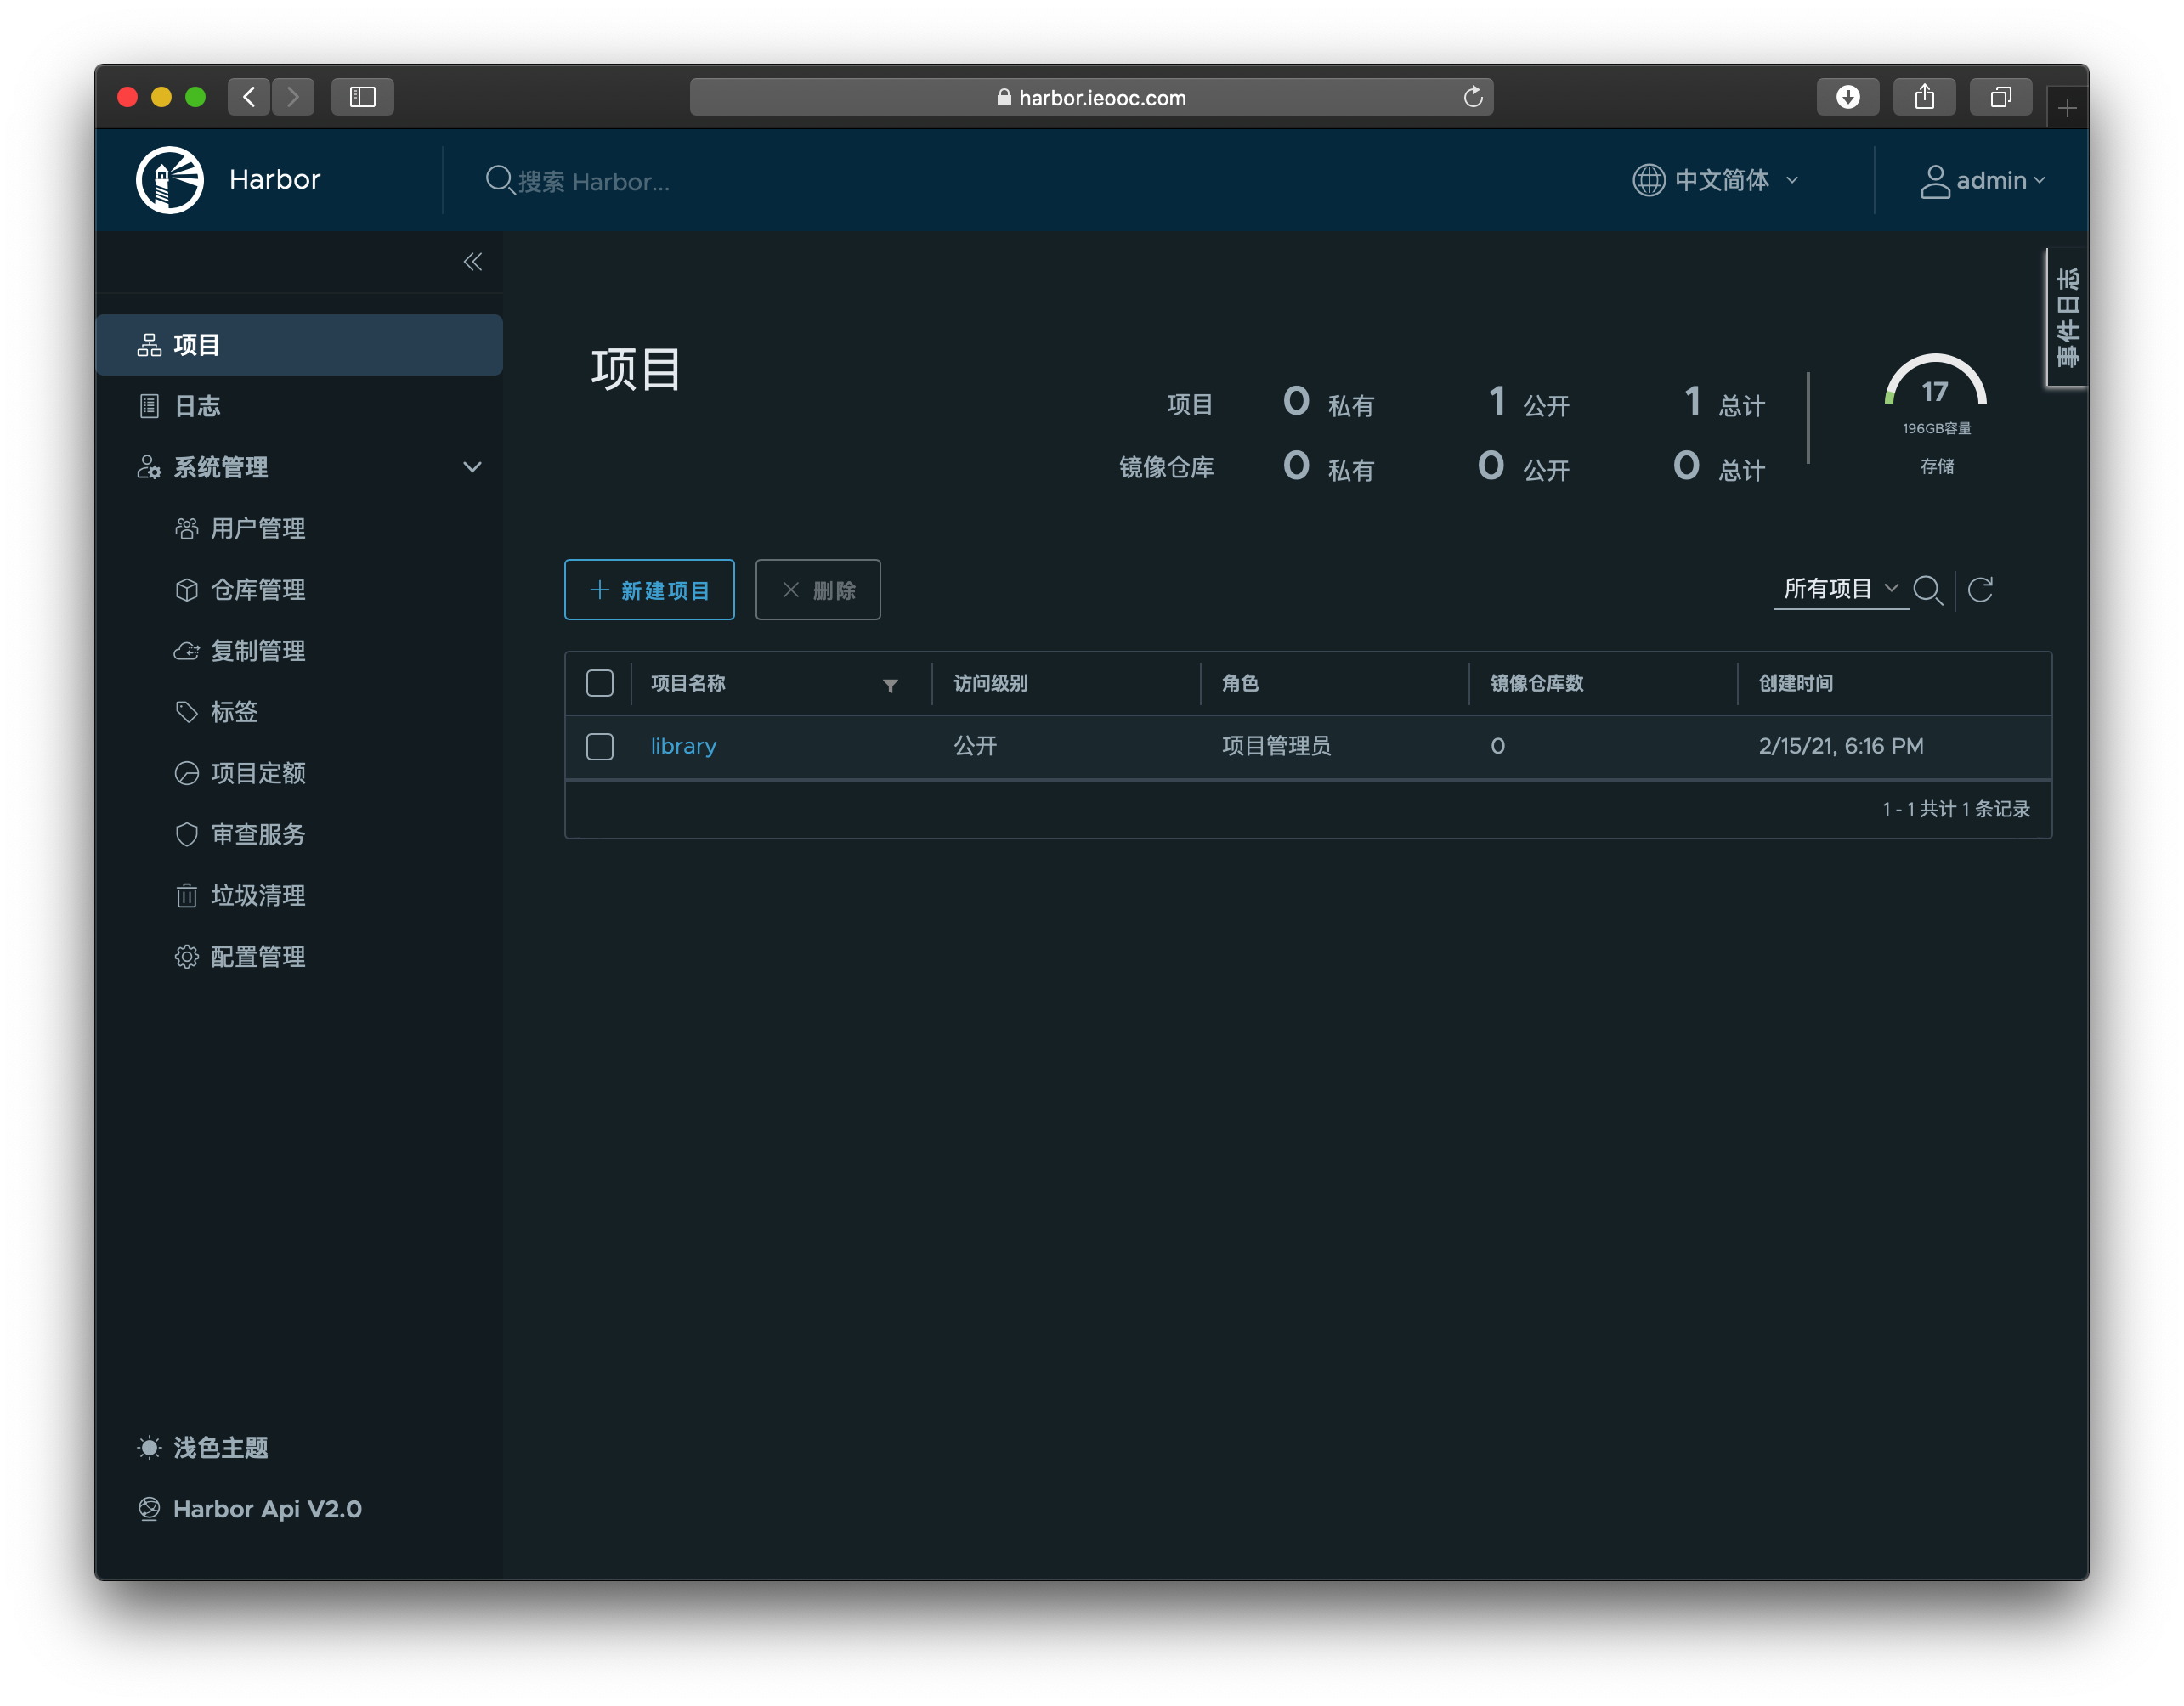 harbor.ieooc.com
Harbor
搜索 Harbor...
中文简体
admin
事件日志
项目
日志
系统管理
用户管理
仓库管理
复制管理
标签
项目定额
审查服务
垃圾清理
配置管理
浅色主题
Harbor Api V2.0
项目
项目 0 私有 1 公开 1 总计
镜像仓库 0 私有 0 公开 0 总计
17
196GB容量
存储
新建项目 删除
所有项目
项目名称 访问级别 角色 镜像仓库数 创建时间
library 公开 项目管理员 0 2/15/21, 6:16 PM
1 - 1 共计 1 条记录